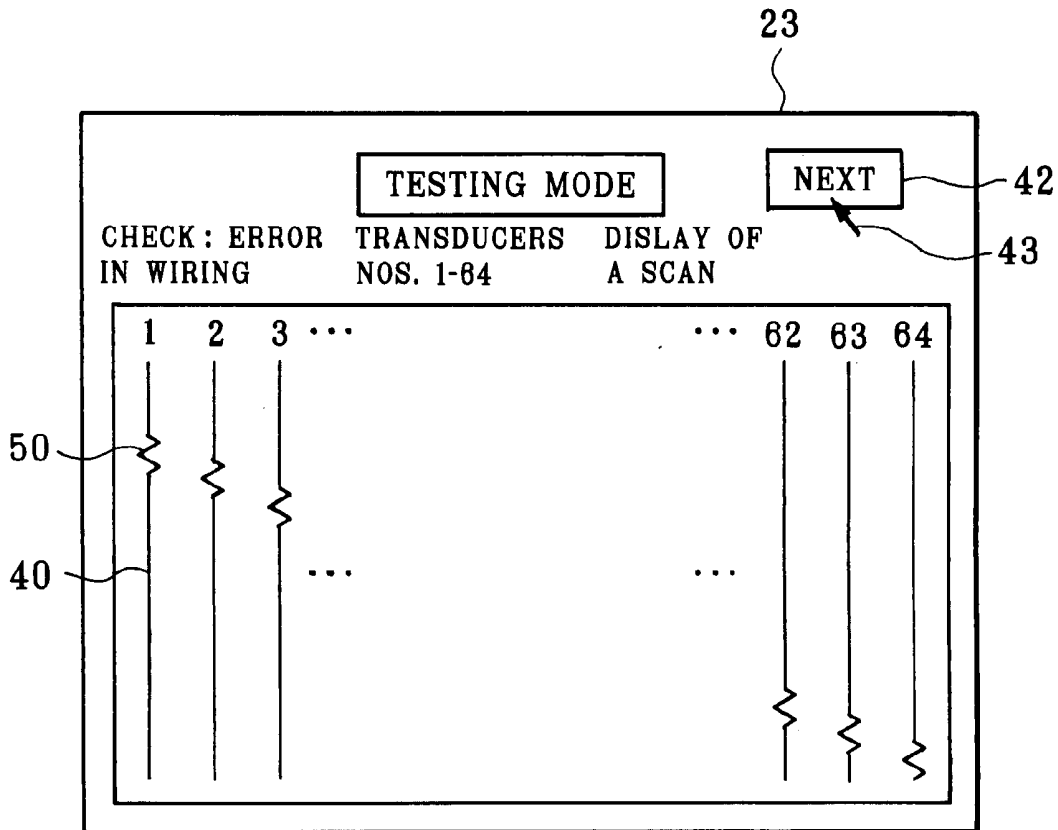 23
TESTING MODE
NEXT
42
43
CHECK : ERROR IN WIRING
TRANSDUCERS NOS. 1-64
DISLAY OF A SCAN
1 2 3 ... ... 62 63 64
50
40
... ...